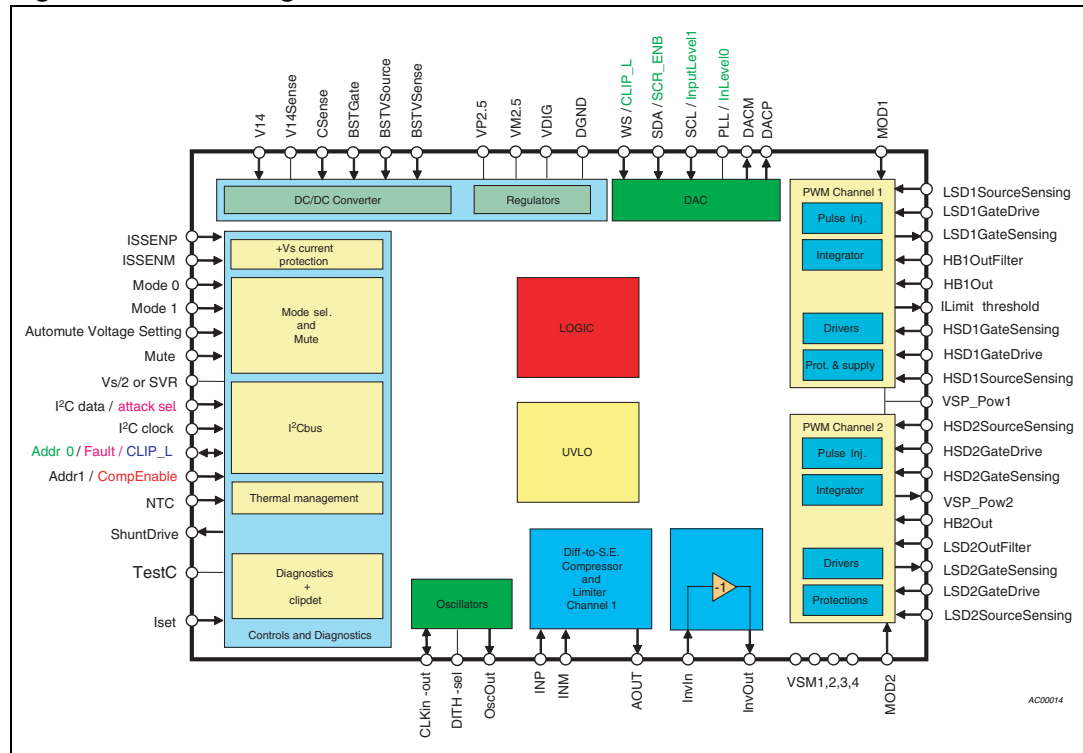 V14
V14Sense
CSense
BSTGate
BSTVSource
BSTVSense
VP2.5
VM2.5
VDIG
DGND
WS / CLIP_L
SDA / SCR_ENB
SCL / InputLevel1
PLL / InLevel0
DACM
DACP
MOD1
DC/DC Converter
Regulators
DAC
ISSENP
ISSENM
Mode 0
Mode 1
Automute Voltage Setting
Mute
Vs/2 or SVR
I²C data / attack sel.
I²C clock
Addr 0 / Fault / CLIP_L
Addr1 / CompEnable
NTC
ShuntDrive
TestC
Iset
+Vs current
protection
Mode sel.
and
Mute
I²Cbus
Thermal management
Diagnostics
+
clipdet
Controls and Diagnostics
LOGIC
UVLO
Oscillators
Diff-to-S.E.
Compressor
and
Limiter
Channel 1
-1
PWM Channel 1
Pulse Inj.
Integrator
Drivers
Prot. & supply
PWM Channel 2
Pulse Inj.
Integrator
Drivers
Protections
LSD1SourceSensing
LSD1GateDrive
LSD1GateSensing
HB1OutFilter
HB1Out
ILimit threshold
HSD1GateSensing
HSD1GateDrive
HSD1SourceSensing
VSP_Pow1
HSD2SourceSensing
HSD2GateDrive
HSD2GateSensing
VSP_Pow2
HB2Out
LSD2OutFilter
LSD2GateSensing
LSD2GateDrive
LSD2SourceSensing
CLKin -out
DITH -sel
OscOut
INP
INM
AOUT
InvIn
InvOut
VSM1,2,3,4
MOD2
AC00014